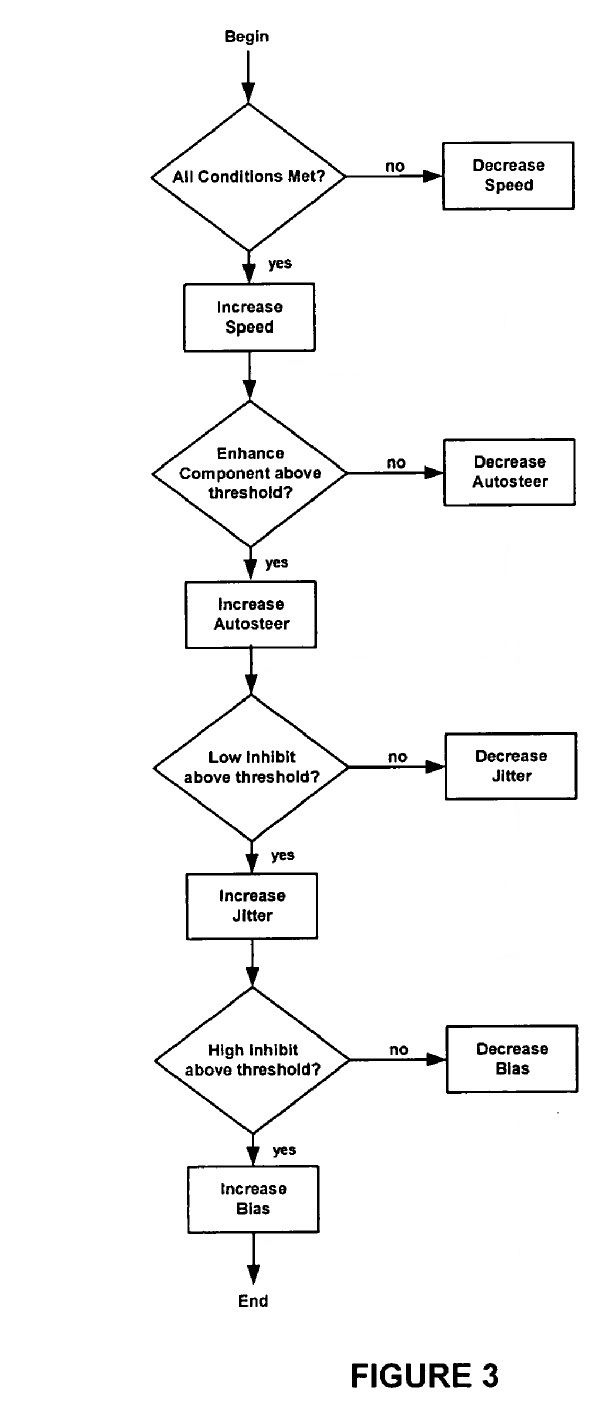 Begin
All Conditions Met?
no
Decrease
Speed
yes
Increase
Speed
Enhance
Component above
threshold?
no
Decrease
Autosteer
yes
Increase
Autosteer
Low Inhibit
above threshold?
no
Decrease
Jitter
yes
Increase
Jitter
High Inhibit
above threshold?
no
Decrease
Bias
yes
Increase
Bias
End
FIGURE 3